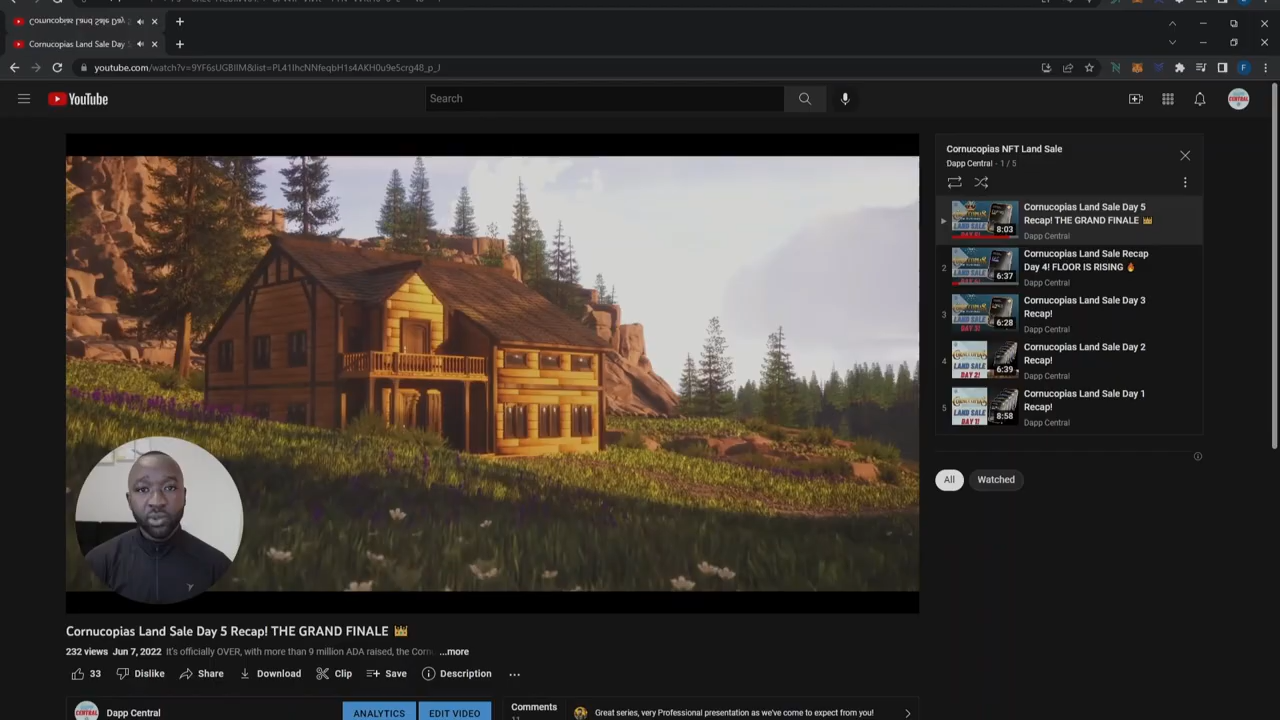 Cornucopias Land Sale Day
Cornucopias Land Sale Day
youtube.com/watch?v=9YF6sUGBIIM&list=PL41IhcNNfeqbH1s4AKH0u9e5crg48_p_J
F
YouTube
Search
CENTRAL
Cornucopias NFT Land Sale
Dapp Central - 1 / 5
Cornucopias Land Sale Day 5
Recap! THE GRAND FINALE 👑
Dapp Central
8:03
2
Cornucopias Land Sale Recap
Day 4! FLOOR IS RISING 🔥
Dapp Central
6:37
3
Cornucopias Land Sale Day 3
Recap!
Dapp Central
6:28
4
Cornucopias Land Sale Day 2
Recap!
Dapp Central
6:39
5
Cornucopias Land Sale Day 1
Recap!
Dapp Central
8:58
All
Watched
Cornucopias Land Sale Day 5 Recap! THE GRAND FINALE 👑
232 views Jun 7, 2022 It's officially OVER, with more than 9 million ADA raised, the Corn ...more
33 Dislike Share Download Clip Save Description
CENTRAL
Dapp Central
ANALYTICS
EDIT VIDEO
Comments
Great series, very Professional presentation as we've come to expect from you!